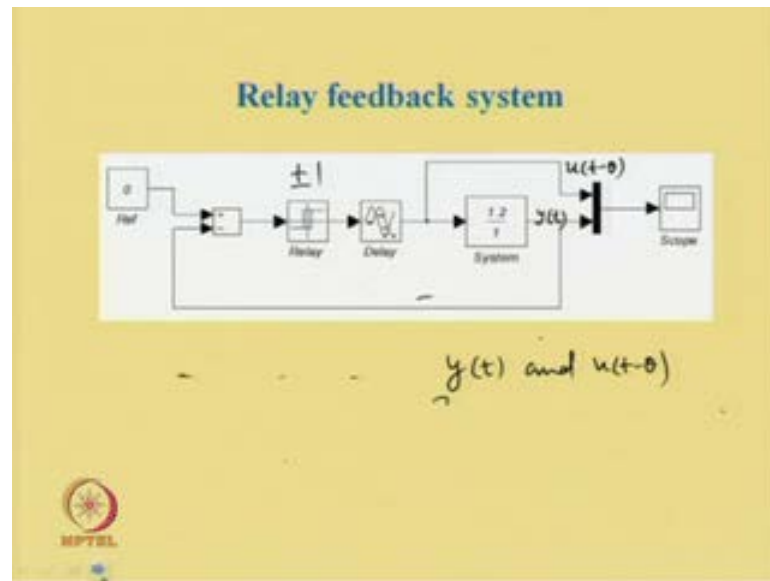 Relay feedback system
±1
u(t-θ)
0
Ref
+
-
Relay
Delay
1.2
1
System
y(t)
Scope
y(t) and u(t-θ)
NPTEL